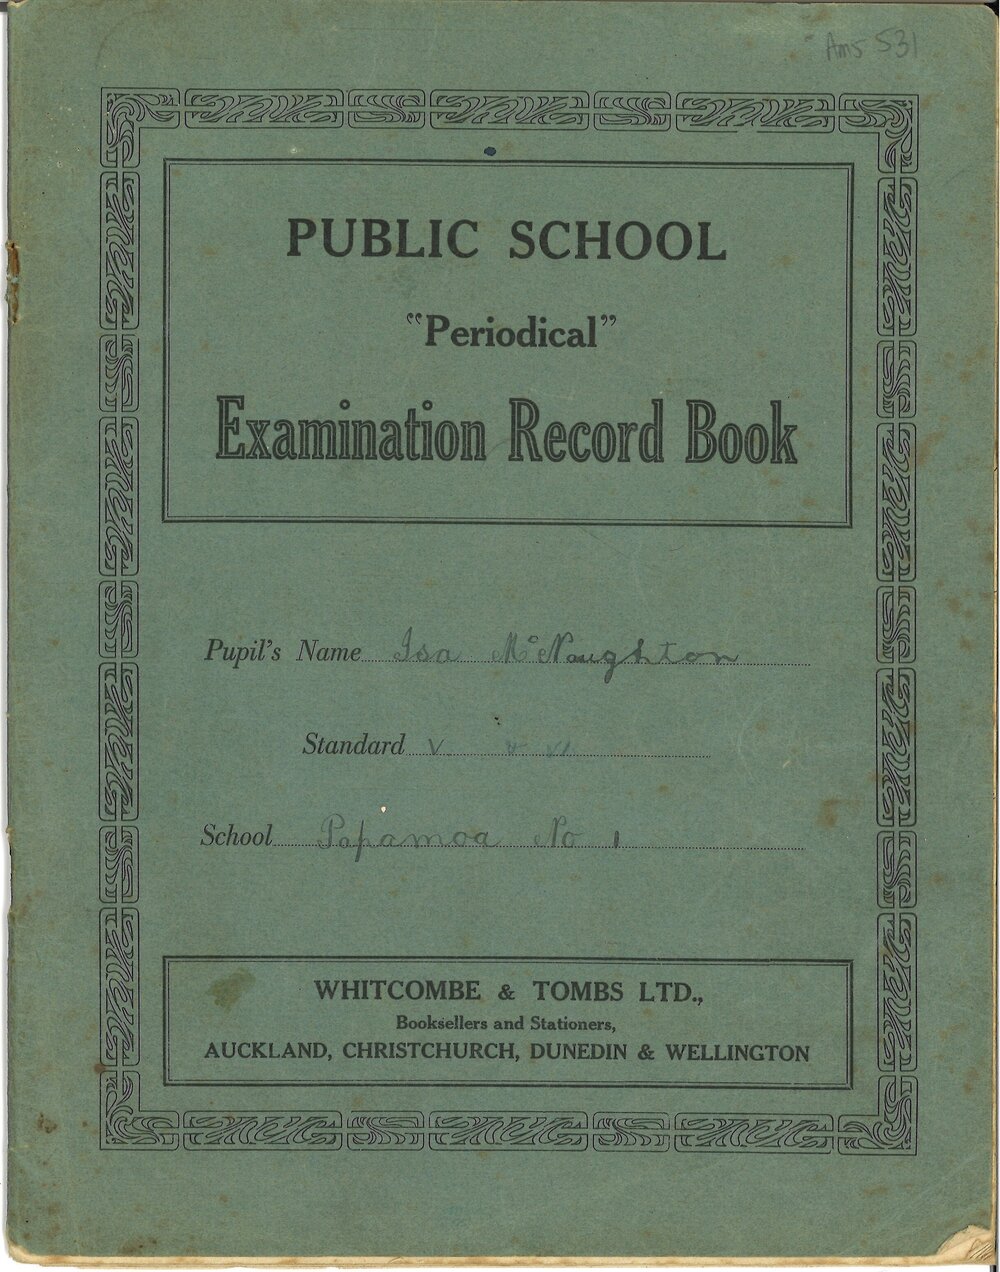 Ams 531
PUBLIC SCHOOL
“Periodical”
Examination Record Book
Pupil's Name Isa McNaughton
Standard V & VI
School Papamoa No 1
WHITCOMBE & TOMBS LTD.,
Booksellers and Stationers,
AUCKLAND, CHRISTCHURCH, DUNEDIN & WELLINGTON